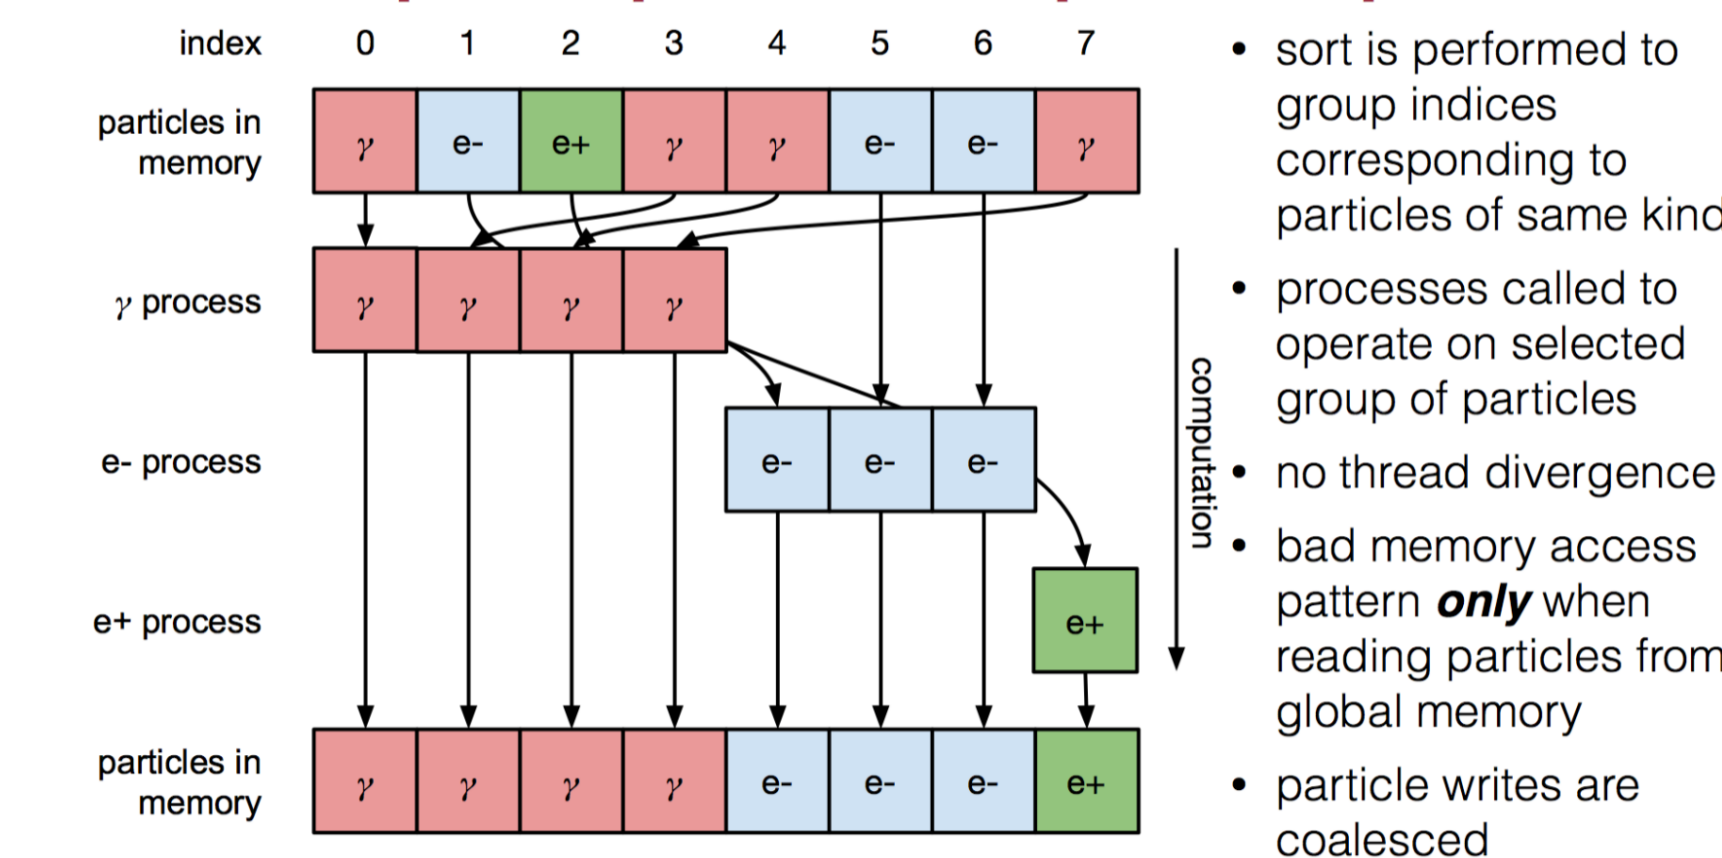 index 0 1 2 3 4 5 6 7
particles in
memory
γ e- e+ γ γ e- e- γ
γ process
γ γ γ γ
e- process
e- e- e-
e+ process
e+
particles in
memory
γ γ γ γ e- e- e- e+
computation
• sort is performed to
group indices
corresponding to
particles of same kind
• processes called to
operate on selected
group of particles
• no thread divergence
• bad memory access
pattern only when
reading particles from
global memory
• particle writes are
coalesced